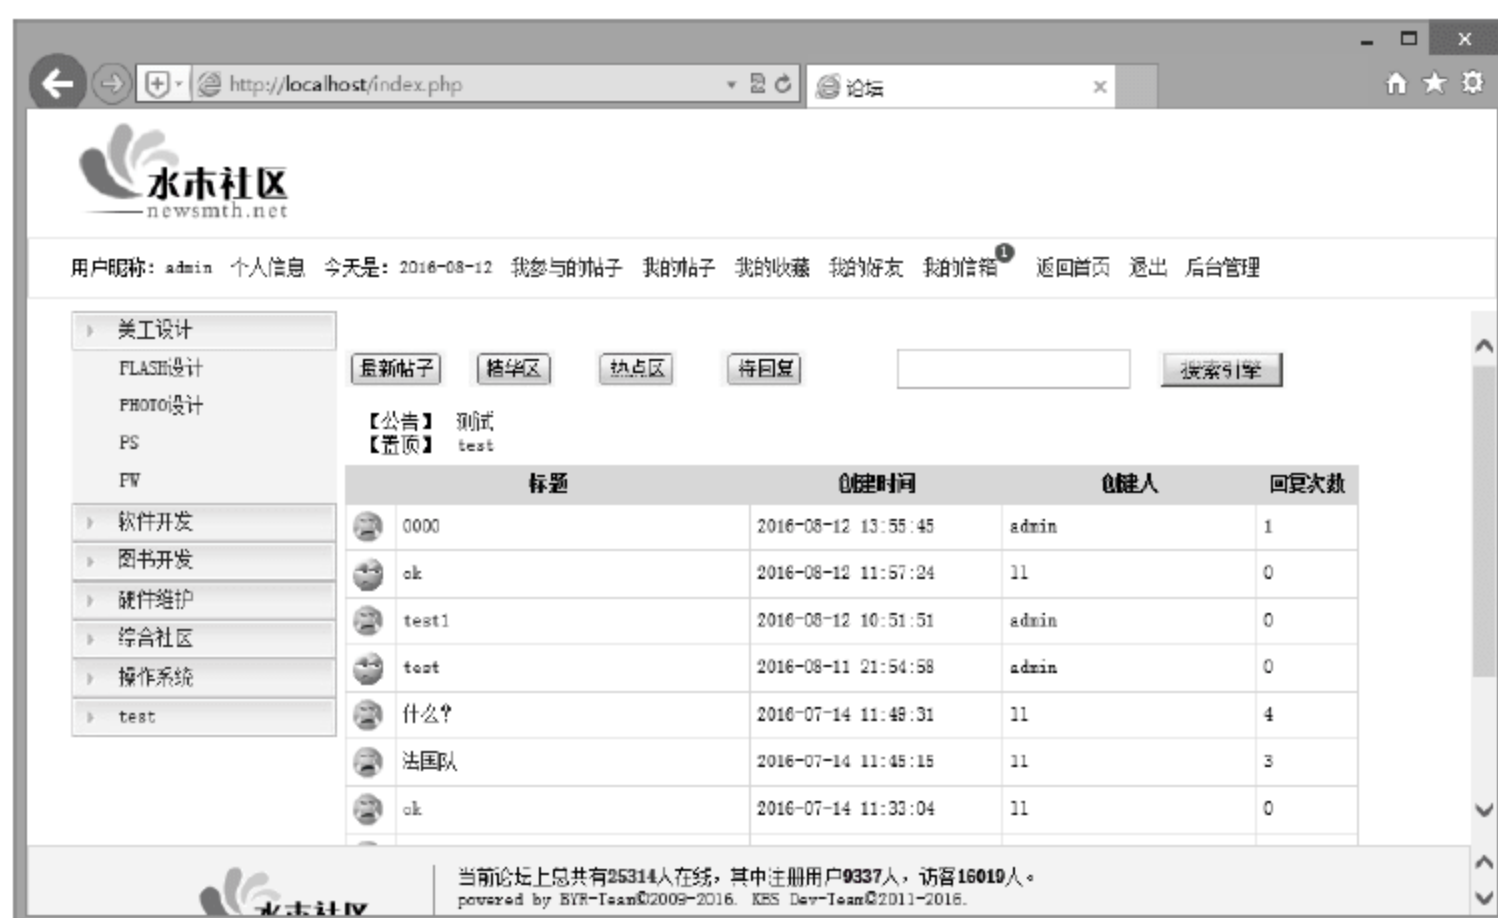 http://localhost/index.php
论坛
水木社区
newsmth.net
用户昵称：admin 个人信息 今天是：2016-08-12 我参与的帖子 我的帖子 我的收藏 我的好友 我的信箱 1 返回首页 退出 后台管理
美工设计
FLASH设计
PHOTO设计
PS
FW
软件开发
图书开发
硬件维护
综合社区
操作系统
test
最新帖子 精华区 热点区 待回复 搜索引擎
【公告】 测试
【置顶】 test
标题 创建时间 创建人 回复次数
0000 2016-08-12 13:55:45 admin 1
ok 2016-08-12 11:57:24 ll 0
test1 2016-08-12 10:51:51 admin 0
test 2016-08-11 21:54:58 admin 0
什么？ 2016-07-14 11:49:31 ll 4
法国队 2016-07-14 11:45:15 ll 3
ok 2016-07-14 11:33:04 ll 0
水木社区
当前论坛上总共有25314人在线，其中注册用户9337人，访客16019人。
powered by BYR-Team©2009-2016. KBS Dev-Team©2011-2016.